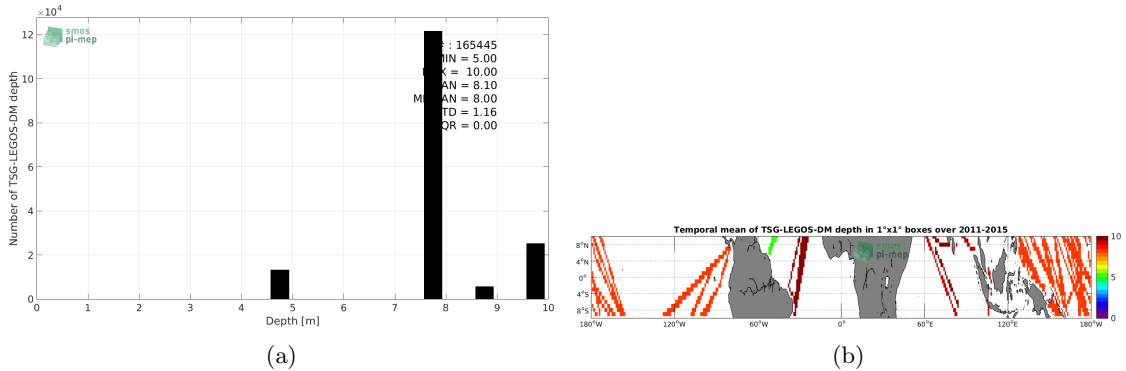 ×10⁴
smos
pi-mep
: 165445
MIN = 5.00
= 10.00
= 8.10
= 8.00
= 1.16
= 0.00
Number of TSG-LEGOS-DM depth
12
10
8
6
4
2
0
0 1 2 3 4 5 6 7 8 9 10
Depth [m]
(a)
Temporal mean of TSG-LEGOS-DM depth in 1°x1° boxes over 2011-2015
smos
pi-mep
8°N
4°N
0°
4°S
8°S
180°W 120°W 60°W 0° 60°E 120°E 180°W
10
5
0
(b)